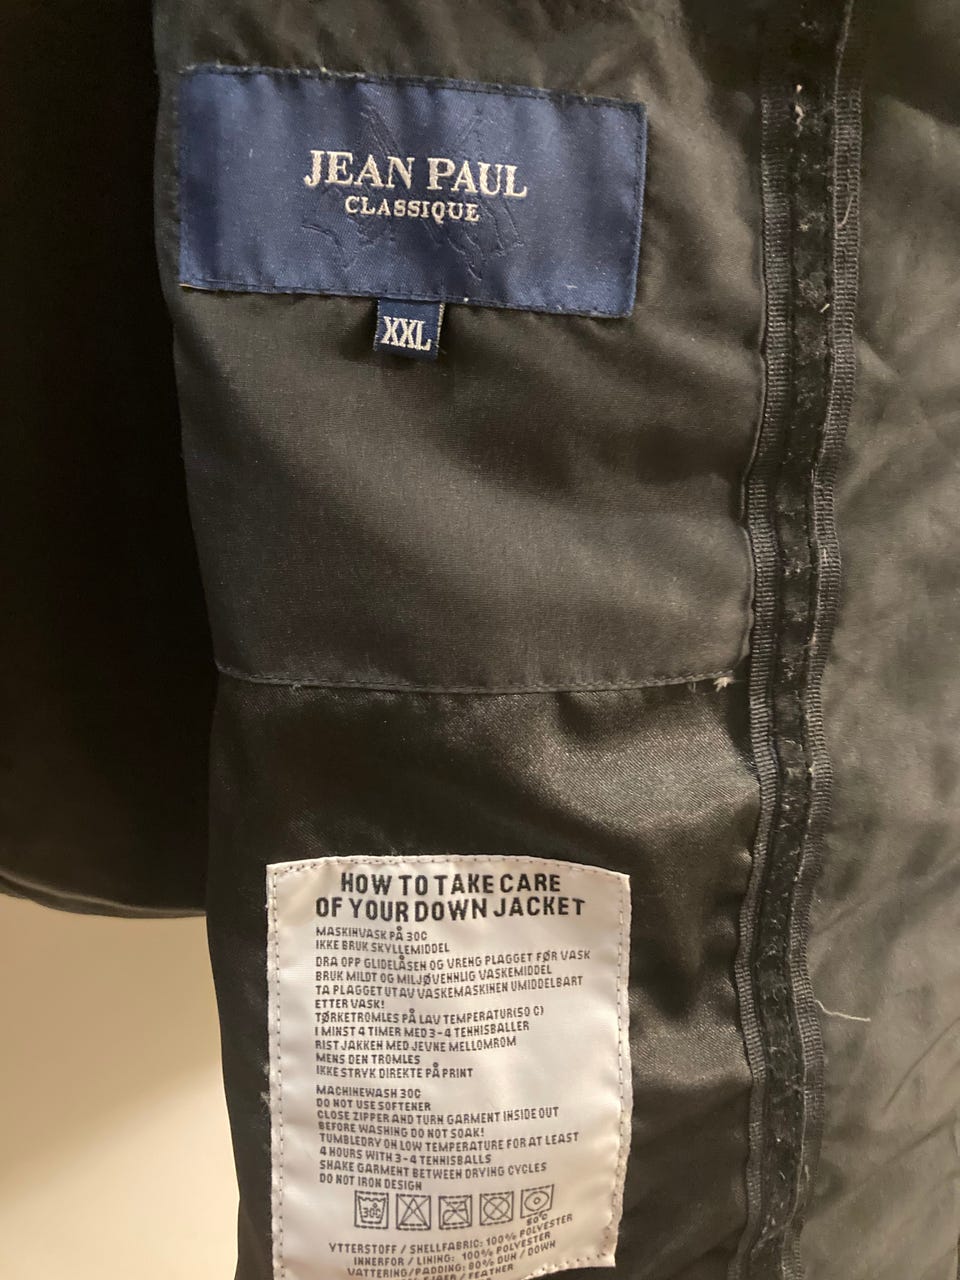 JEAN PAUL
CLASSIQUE
XXL
HOW TO TAKE CARE
OF YOUR DOWN JACKET
MASKINVASK PÅ 30C
IKKE BRUK SKYLLEMIDDEL
DRA OPP GLIDELÅSEN OG VRENG PLAGGET FØR VASK
BRUK MILDT OG MILJØVENNLIG VASKEMIDDEL
TA PLAGGET UT AV VASKEMASKINEN UMIDDELBART
ETTER VASK!
TØRKETROMLES PÅ LAV TEMPERATUR(50 C)
I MINST 4 TIMER MED 3-4 TENNISBALLER
RIST JAKKEN MED JEVNE MELLOMROM
MENS DEN TROMLES
IKKE STRYK DIREKTE PÅ PRINT
MACHINEWASH 30C
DO NOT USE SOFTENER
CLOSE ZIPPER AND TURN GARMENT INSIDE OUT
BEFORE WASHING DO NOT SOAK!
TUMBLEDRY ON LOW TEMPERATURE FOR AT LEAST
4 HOURS WITH 3-4 TENNISBALLS
SHAKE GARMENT BETWEEN DRYING CYCLES
DO NOT IRON DESIGN
30C
50°C
YTTERSTOFF / SHELLFABRIC: 100% POLYESTER
INNERFOR / LINING: 100% POLYESTER
VATTERING/PADDING: 80% DUN / DOWN
FJØR / FEATHER